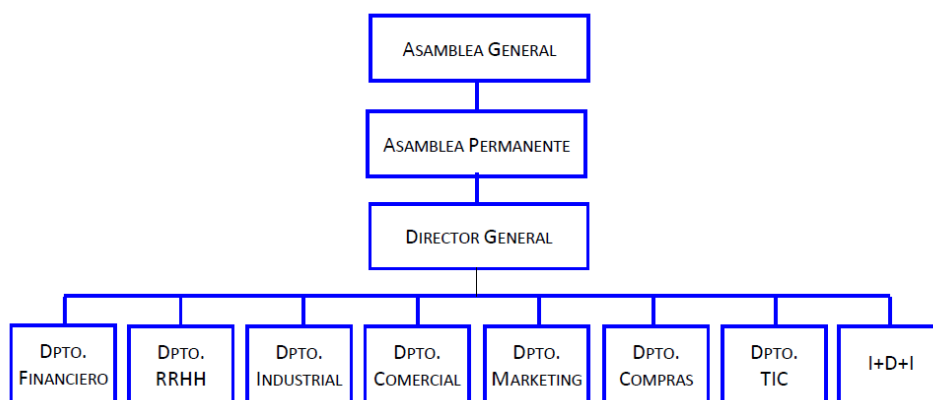 ASAMBLEA GENERAL
ASAMBLEA PERMANENTE
DIRECTOR GENERAL
DPTO.
FINANCIERO
DPTO.
RRHH
DPTO.
INDUSTRIAL
DPTO.
COMERCIAL
DPTO.
MARKETING
DPTO.
COMPRAS
DPTO.
TIC
I+D+I